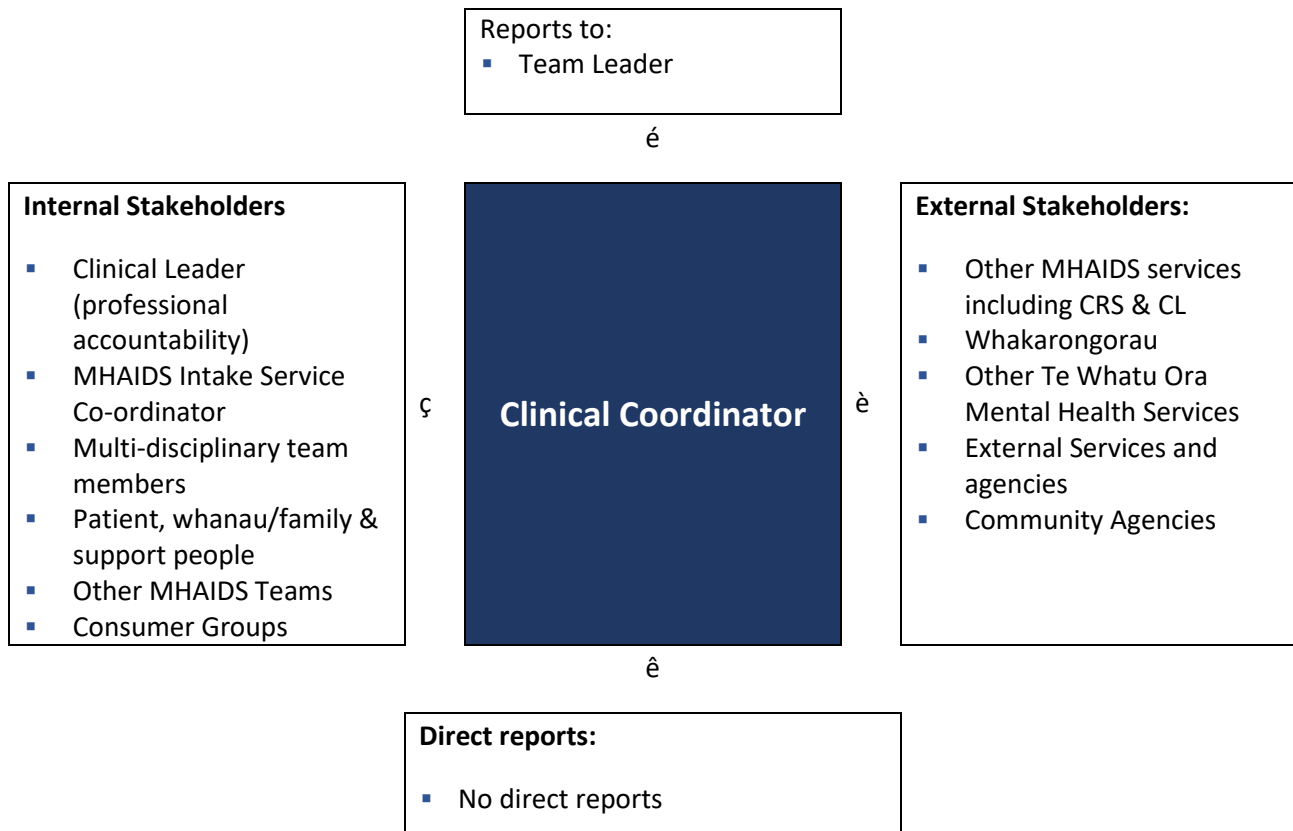 Reports to:
▪ Team Leader
é
Internal Stakeholders
▪ Clinical Leader
(professional
accountability)
▪ MHAIDS Intake Service
Co-ordinator
▪ Multi-disciplinary team
members
▪ Patient, whanau/family &
support people
▪ Other MHAIDS Teams
▪ Consumer Groups
ç
Clinical Coordinator
è
External Stakeholders:
▪ Other MHAIDS services
including CRS & CL
▪ Whakarongorau
▪ Other Te Whatu Ora
Mental Health Services
▪ External Services and
agencies
▪ Community Agencies
ê
Direct reports:
▪ No direct reports